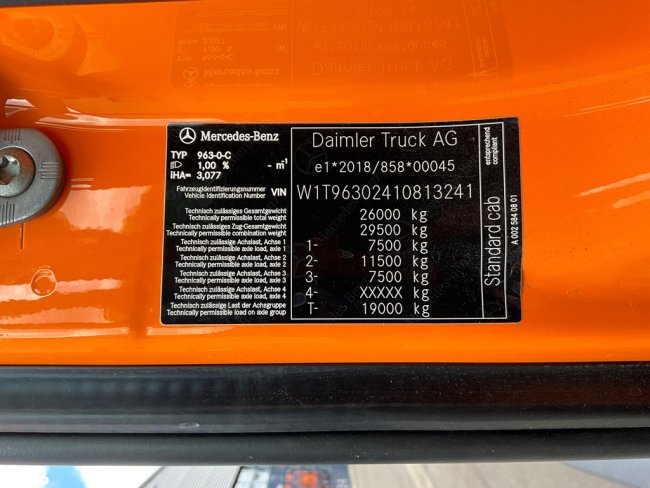 Mercedes-Benz
TYP 963-0-C
1,00 % - m¹
iHA= 3,077
Fahrzeugidentifizierungsnummer
Vehicle Identification Number VIN
Technisch zulässiges Gesamtgewicht
Technically permissible total weight
Technisch zulässiges Zug-Gesamtgewicht
Technically permissible combination weight
Technisch zulässiges Achslast, Achse 1
Technically permissible axle load, axle 1
Technisch zulässiges Achslast, Achse 2
Technically permissible axle load, axle 2
Technisch zulässiges Achslast, Achse 3
Technically permissible axle load, axle 3
Technisch zulässiges Achslast, Achse 4
Technically permissible axle load, axle 4
Technisch zulässiges Last der Achsgruppe
Technically permissible load on axle group
Daimler Truck AG
e1*2018/858*00045
W1T96302410813241
26000 kg
29500 kg
1- 7500 kg
2- 11500 kg
3- 7500 kg
4- XXXXX kg
T- 19000 kg
entsprechend
compliant
Standard cab
A 002 584 08 01